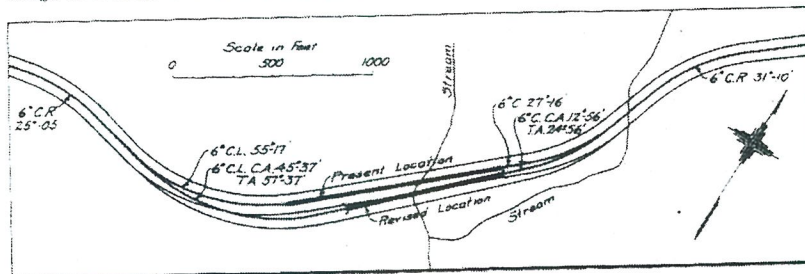 Scale in Feet
0 500 1000
Stream
6°C.R.
25°-05
6°C.L. 55°17'
6°C.L. C.A. 45°-37'
T.A. 57°-37'
Present Location
Revised Location
Stream
6°C. 27°-16'
6°C. C.A. 12°-56'
T.A. 24°56'
6°C.R. 31°-10'